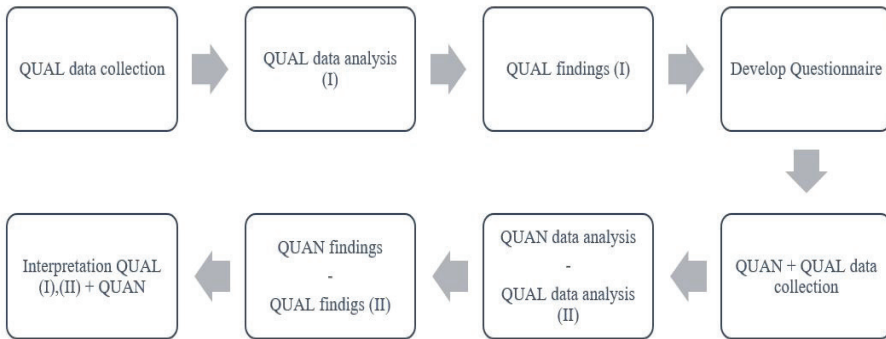 QUAL data collection
QUAL data analysis
(I)
QUAL findings (I)
Develop Questionnaire
QUAN + QUAL data
collection
QUAN data analysis
-
QUAL data analysis
(II)
QUAN findings
-
QUAL findigs (II)
Interpretation QUAL
(I),(II) + QUAN